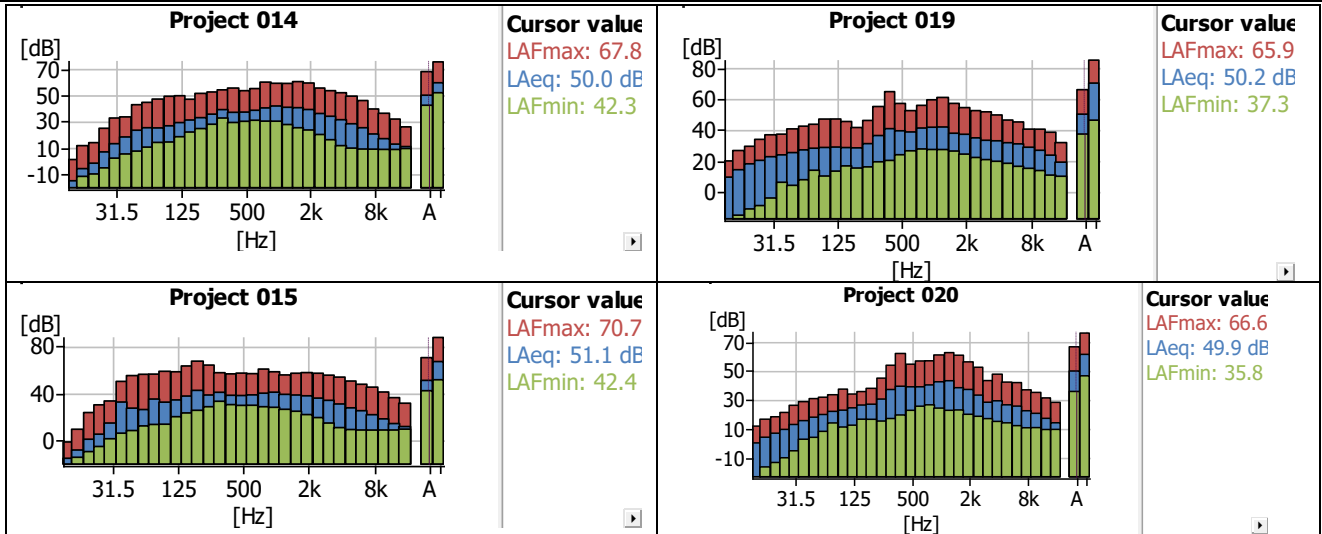 Project 014
[dB]
70
50
30
10
-10
31.5 125 500 2k 8k A
[Hz]
Cursor value
LAFmax: 67.8
LAeq: 50.0 dB
LAFmin: 42.3
Project 019
[dB]
80
60
40
20
0
31.5 125 500 2k 8k A
[Hz]
Cursor value
LAFmax: 65.9
LAeq: 50.2 dB
LAFmin: 37.3
Project 015
[dB]
80
40
0
31.5 125 500 2k 8k A
[Hz]
Cursor value
LAFmax: 70.7
LAeq: 51.1 dB
LAFmin: 42.4
Project 020
[dB]
70
50
30
10
-10
31.5 125 500 2k 8k A
[Hz]
Cursor value
LAFmax: 66.6
LAeq: 49.9 dB
LAFmin: 35.8